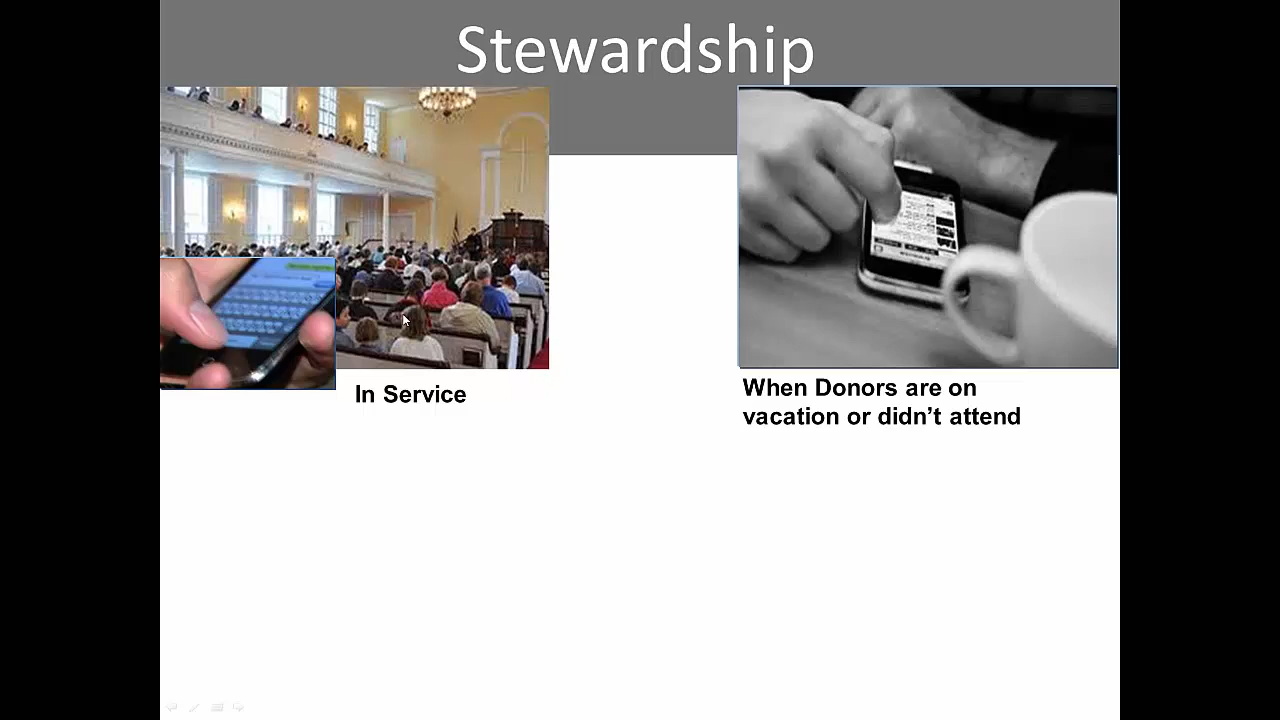 Stewardship
In Service
When Donors are on
vacation or didn’t attend